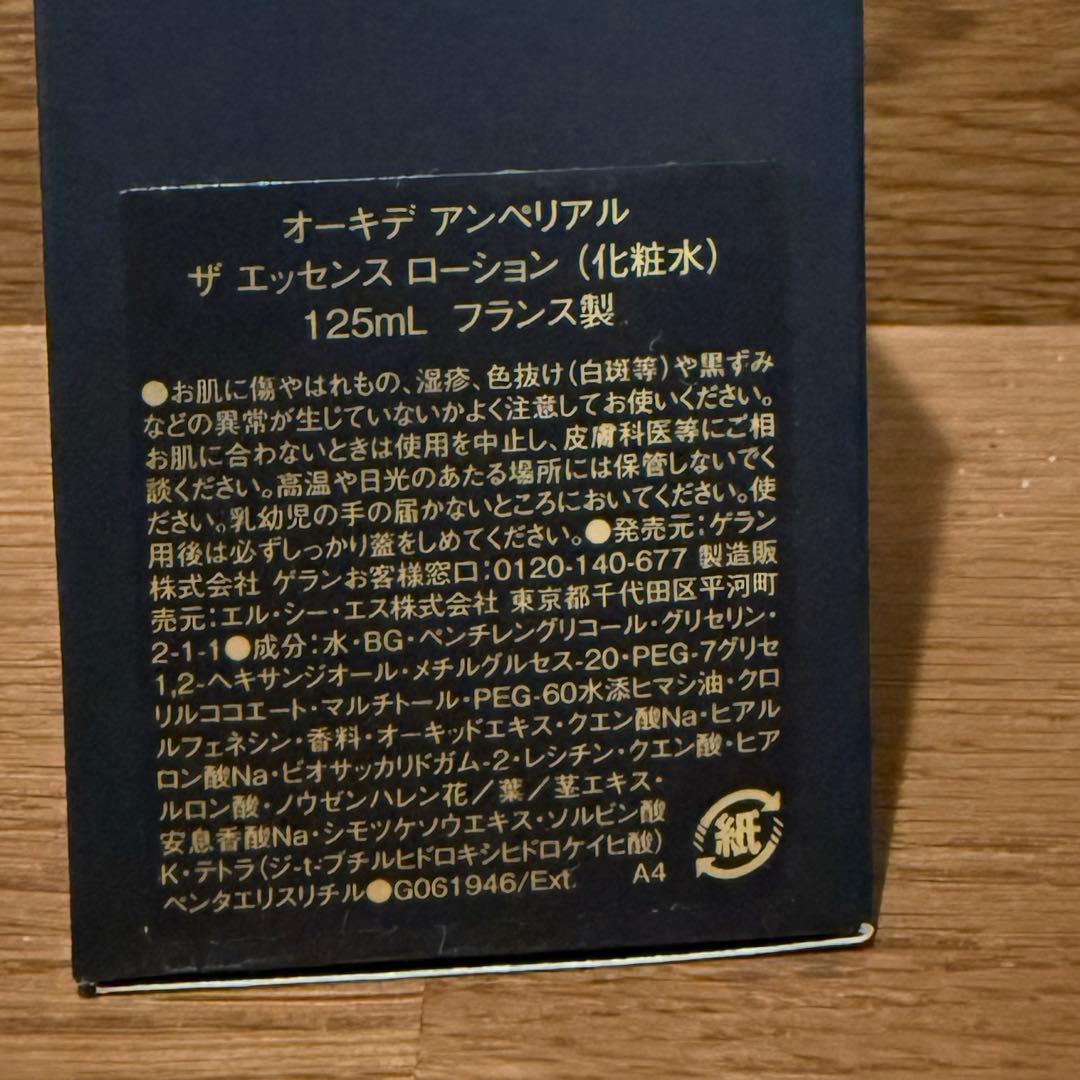 オーキデ アンペリアル
ザ エッセンス ローション（化粧水）
125mL フランス製
●お肌に傷やはれもの、湿疹、色抜け（白斑等）や黒ずみ
などの異常が生じていないかよく注意してお使いください。
お肌に合わないときは使用を中止し、皮膚科医等にご相
談ください。高温や日光のあたる場所には保管しないでく
ださい。乳幼児の手の届かないところにおいてください。使
用後は必ずしっかり蓋をしめてください。●発売元：ゲラン
株式会社 ゲランお客様窓口：0120-140-677 製造販
売元：エル・シー・エス株式会社 東京都千代田区平河町
2-1-1●成分：水・BG・ペンチレングリコール・グリセリン・
1,2-ヘキサンジオール・メチルグルセス-20・PEG-7グリセ
リルココエート・マルチトール・PEG-60水添ヒマシ油・クロ
ルフェネシン・香料・オーキッドエキス・クエン酸Na・ヒアル
ロン酸Na・ビオサッカリドガム-2・レシチン・クエン酸・ヒア
ルロン酸・ノウゼンハレン花／葉／茎エキス・
安息香酸Na・シモツケソウエキス・ソルビン酸
K・テトラ（ジ-t-ブチルヒドロキシヒドロケイヒ酸）
ペンタエリスリチル●G061946/Ext. A4
紙